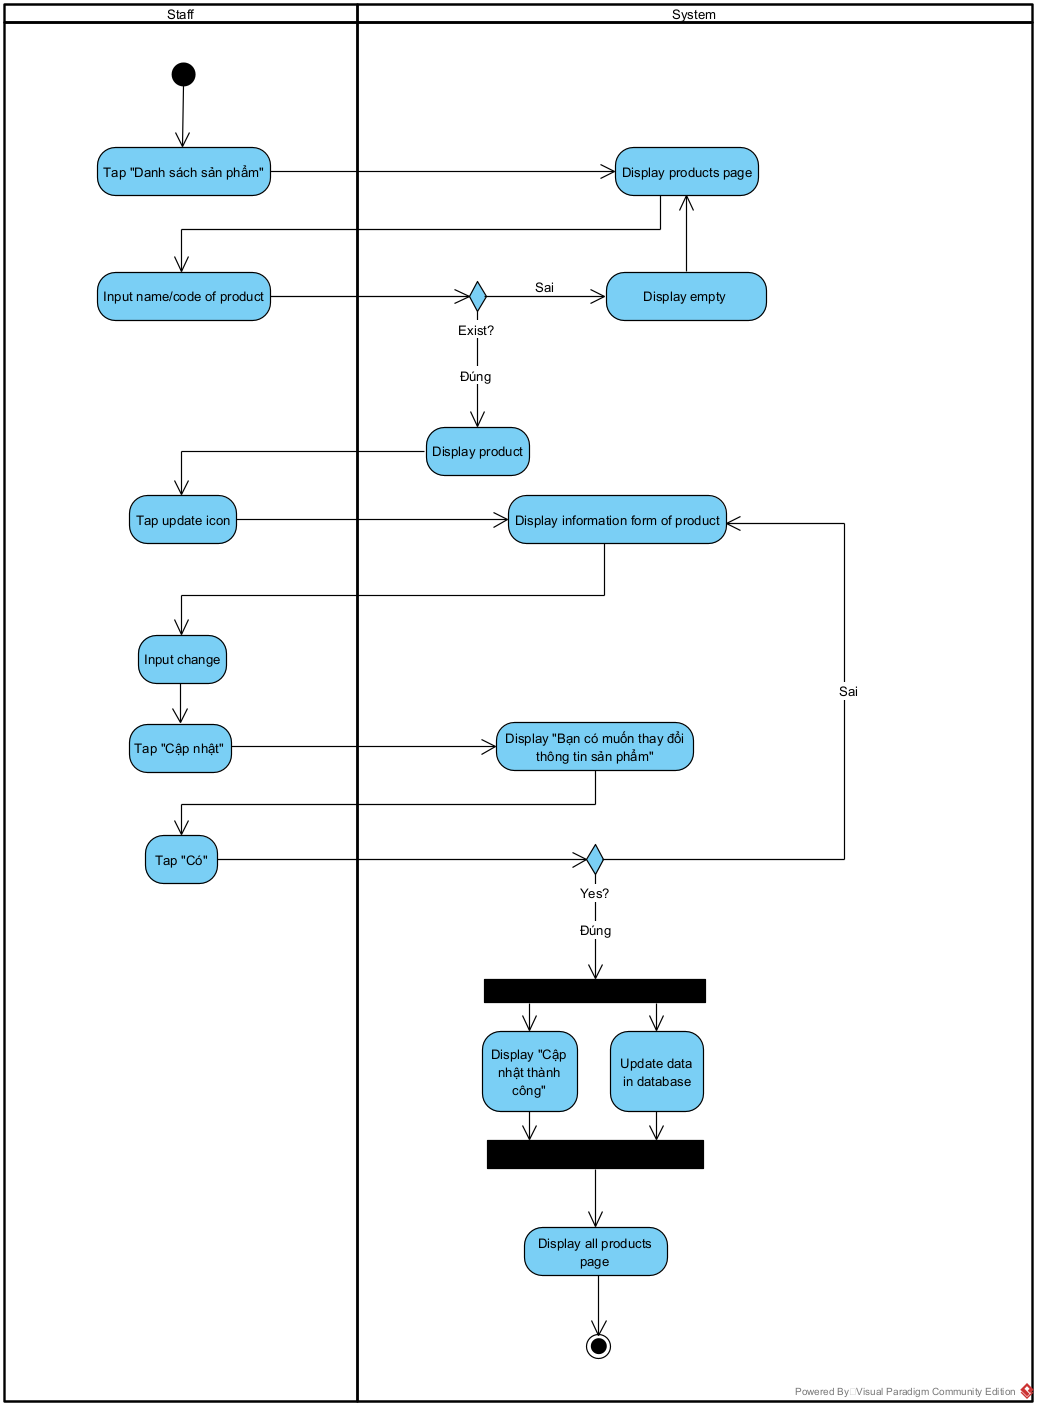 Staff
System
Tap "Danh sách sản phẩm"
Display products page
Input name/code of product
Sai
Display empty
Exist?
Đúng
Display product
Tap update icon
Display information form of product
Input change
Sai
Tap "Cập nhật"
Display "Bạn có muốn thay đổi
thông tin sản phẩm"
Tap "Có"
Yes?
Đúng
Display "Cập
nhật thành
công"
Update data
in database
Display all products
page
Powered By Visual Paradigm Community Edition